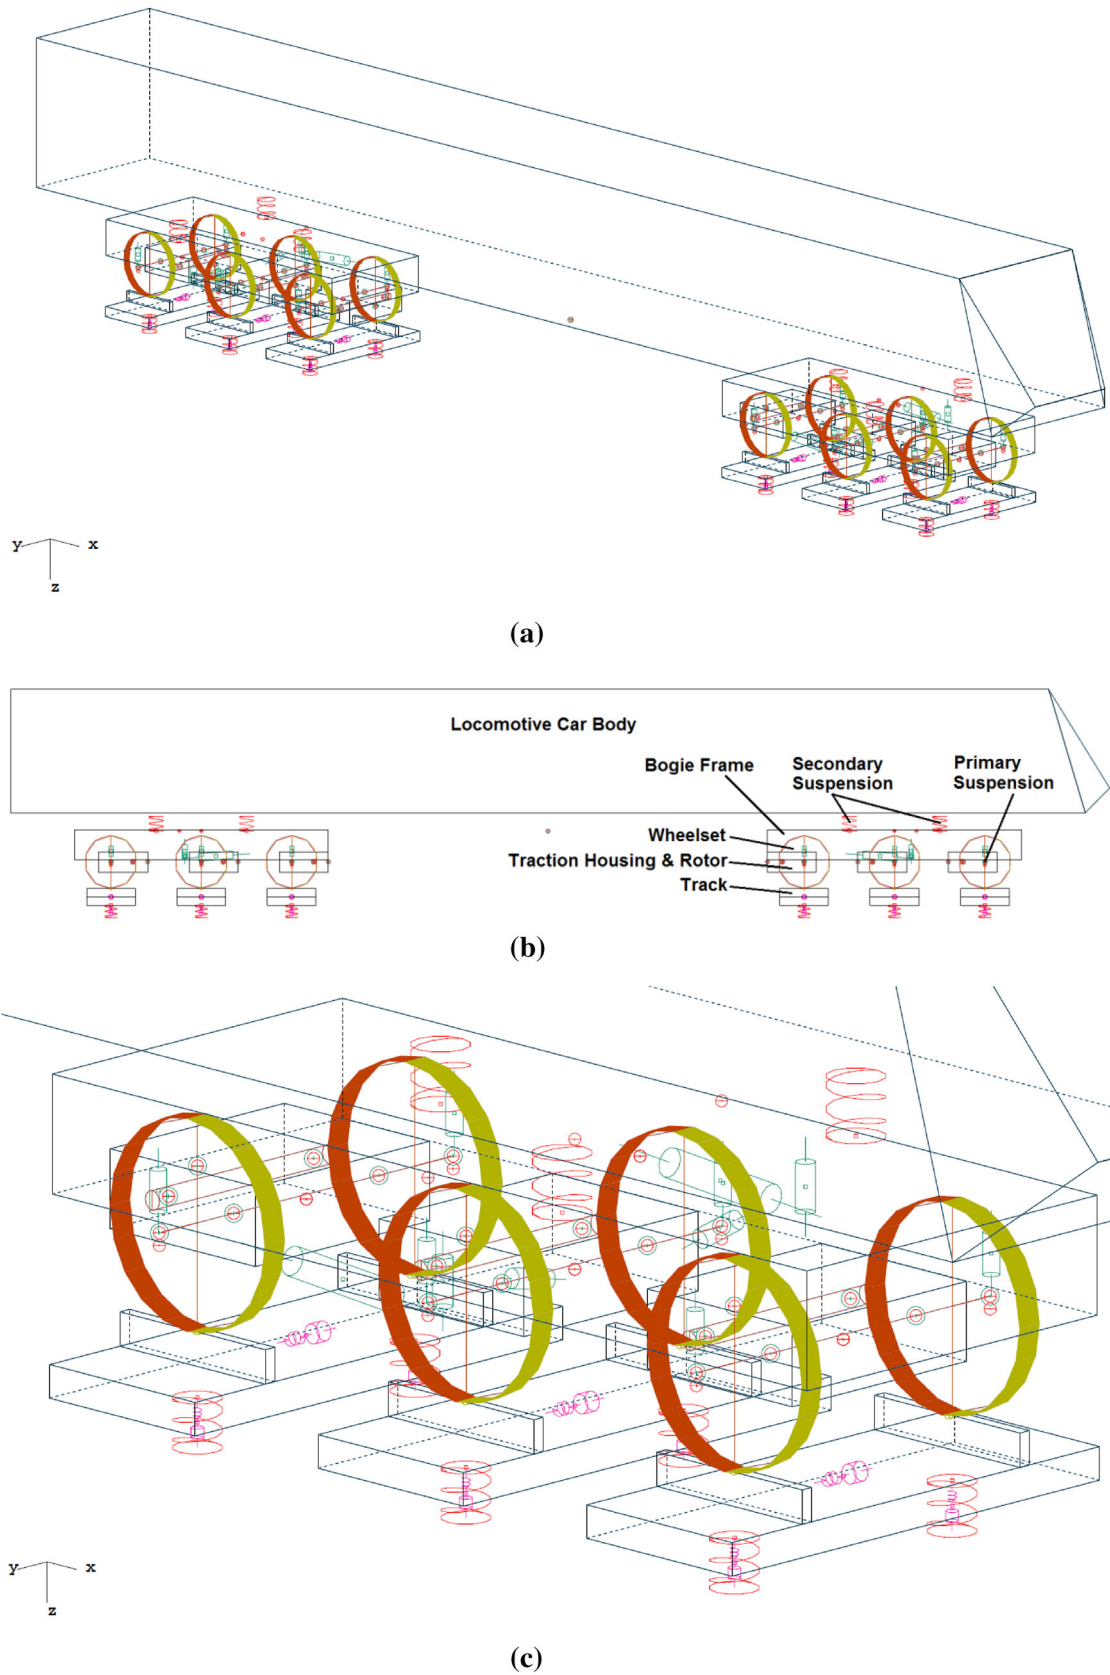 y x
z
(a)
Locomotive Car Body
Bogie Frame
Secondary
Suspension
Primary
Suspension
Wheelset
Traction Housing & Rotor
Track
(b)
y x
z
(c)